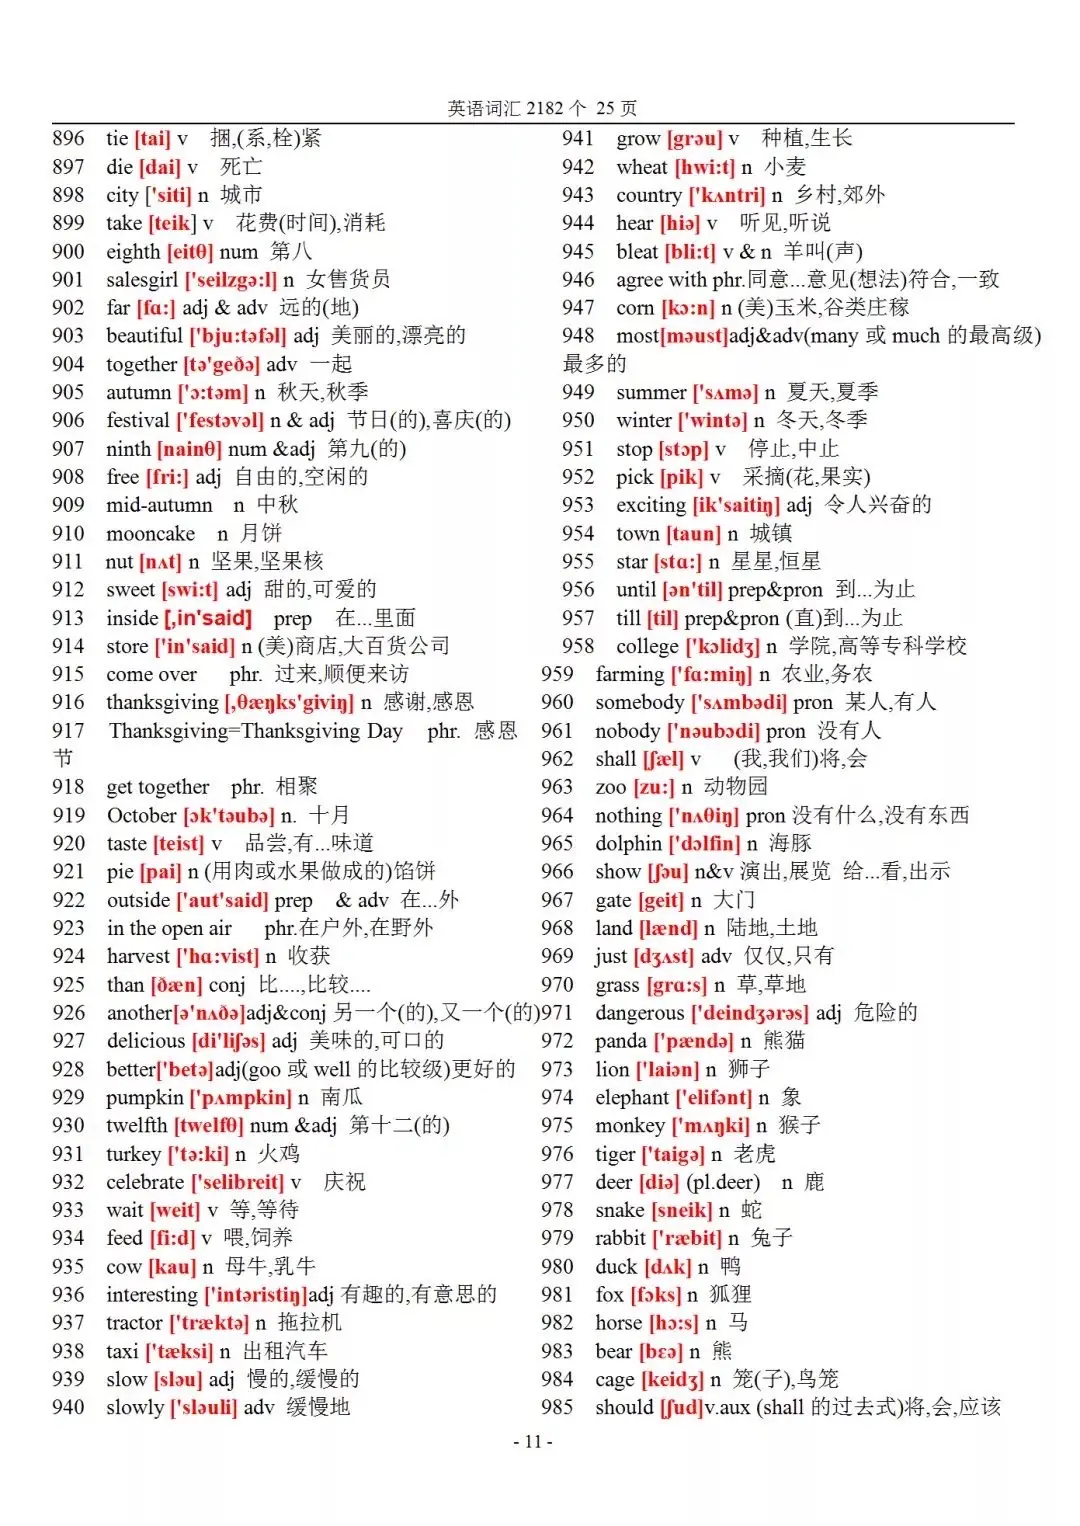 英语词汇 2182 个 25 页
896 tie [tai] v 捆,(系,栓)紧
897 die [dai] v 死亡
898 city ['siti] n 城市
899 take [teik] v 花费(时间),消耗
900 eighth [eitθ] num 第八
901 salesgirl ['seilzgə:l] n 女售货员
902 far [fɑ:] adj & adv 远的(地)
903 beautiful ['bju:təfəl] adj 美丽的,漂亮的
904 together [tə'geðə] adv 一起
905 autumn ['ɔ:təm] n 秋天,秋季
906 festival ['festəvəl] n & adj 节日(的),喜庆(的)
907 ninth [nainθ] num &adj 第九(的)
908 free [fri:] adj 自由的,空闲的
909 mid-autumn n 中秋
910 mooncake n 月饼
911 nut [nʌt] n 坚果,坚果核
912 sweet [swi:t] adj 甜的,可爱的
913 inside [,in'said] prep 在...里面
914 store ['in'said] n (美)商店,大百货公司
915 come over phr. 过来,顺便来访
916 thanksgiving [,θæŋks'giviŋ] n 感谢,感恩
917 Thanksgiving=Thanksgiving Day phr. 感恩
节
918 get together phr. 相聚
919 October [ɔk'təubə] n. 十月
920 taste [teist] v 品尝,有...味道
921 pie [pai] n (用肉或水果做成的)馅饼
922 outside ['aut'said] prep & adv 在...外
923 in the open air phr.在户外,在野外
924 harvest ['hɑ:vist] n 收获
925 than [ðæn] conj 比....,比较....
926 another[ə'nʌðə]adj&conj 另一个(的),又一个(的)
927 delicious [di'liʃəs] adj 美味的,可口的
928 better['betə]adj(goo 或 well 的比较级)更好的
929 pumpkin ['pʌmpkin] n 南瓜
930 twelfth [twelfθ] num &adj 第十二(的)
931 turkey ['tə:ki] n 火鸡
932 celebrate ['selibreit] v 庆祝
933 wait [weit] v 等,等待
934 feed [fi:d] v 喂,饲养
935 cow [kau] n 母牛,乳牛
936 interesting ['intəristiŋ]adj 有趣的,有意思的
937 tractor ['træktə] n 拖拉机
938 taxi ['tæksi] n 出租汽车
939 slow [sləu] adj 慢的,缓慢的
940 slowly ['sləuli] adv 缓慢地
941 grow [grəu] v 种植,生长
942 wheat [hwi:t] n 小麦
943 country ['kʌntri] n 乡村,郊外
944 hear [hiə] v 听见,听说
945 bleat [bli:t] v & n 羊叫(声)
946 agree with phr.同意...意见(想法)符合,一致
947 corn [kɔ:n] n (美)玉米,谷类庄稼
948 most[məust]adj&adv(many 或 much 的最高级)
最多的
949 summer ['sʌmə] n 夏天,夏季
950 winter ['wintə] n 冬天,冬季
951 stop [stɔp] v 停止,中止
952 pick [pik] v 采摘(花,果实)
953 exciting [ik'saitiŋ] adj 令人兴奋的
954 town [taun] n 城镇
955 star [stɑ:] n 星星,恒星
956 until [ən'til] prep&pron 到...为止
957 till [til] prep&pron (直)到...为止
958 college ['kɔlidʒ] n 学院,高等专科学校
959 farming ['fɑ:miŋ] n 农业,务农
960 somebody ['sʌmbədi] pron 某人,有人
961 nobody ['nəubədi] pron 没有人
962 shall [ʃæl] v (我,我们)将,会
963 zoo [zu:] n 动物园
964 nothing ['nʌθiŋ] pron 没有什么,没有东西
965 dolphin ['dɔlfin] n 海豚
966 show [ʃəu] n&v 演出,展览 给...看,出示
967 gate [geit] n 大门
968 land [lænd] n 陆地,土地
969 just [dʒʌst] adv 仅仅,只有
970 grass [grɑ:s] n 草,草地
971 dangerous ['deindʒərəs] adj 危险的
972 panda ['pændə] n 熊猫
973 lion ['laiən] n 狮子
974 elephant ['elifənt] n 象
975 monkey ['mʌŋki] n 猴子
976 tiger ['taigə] n 老虎
977 deer [diə] (pl.deer) n 鹿
978 snake [sneik] n 蛇
979 rabbit ['ræbit] n 兔子
980 duck [dʌk] n 鸭
981 fox [fɔks] n 狐狸
982 horse [hɔ:s] n 马
983 bear [bɛə] n 熊
984 cage [keidʒ] n 笼(子),鸟笼
985 should [ʃud]v.aux (shall 的过去式)将,会,应该
- 11 -